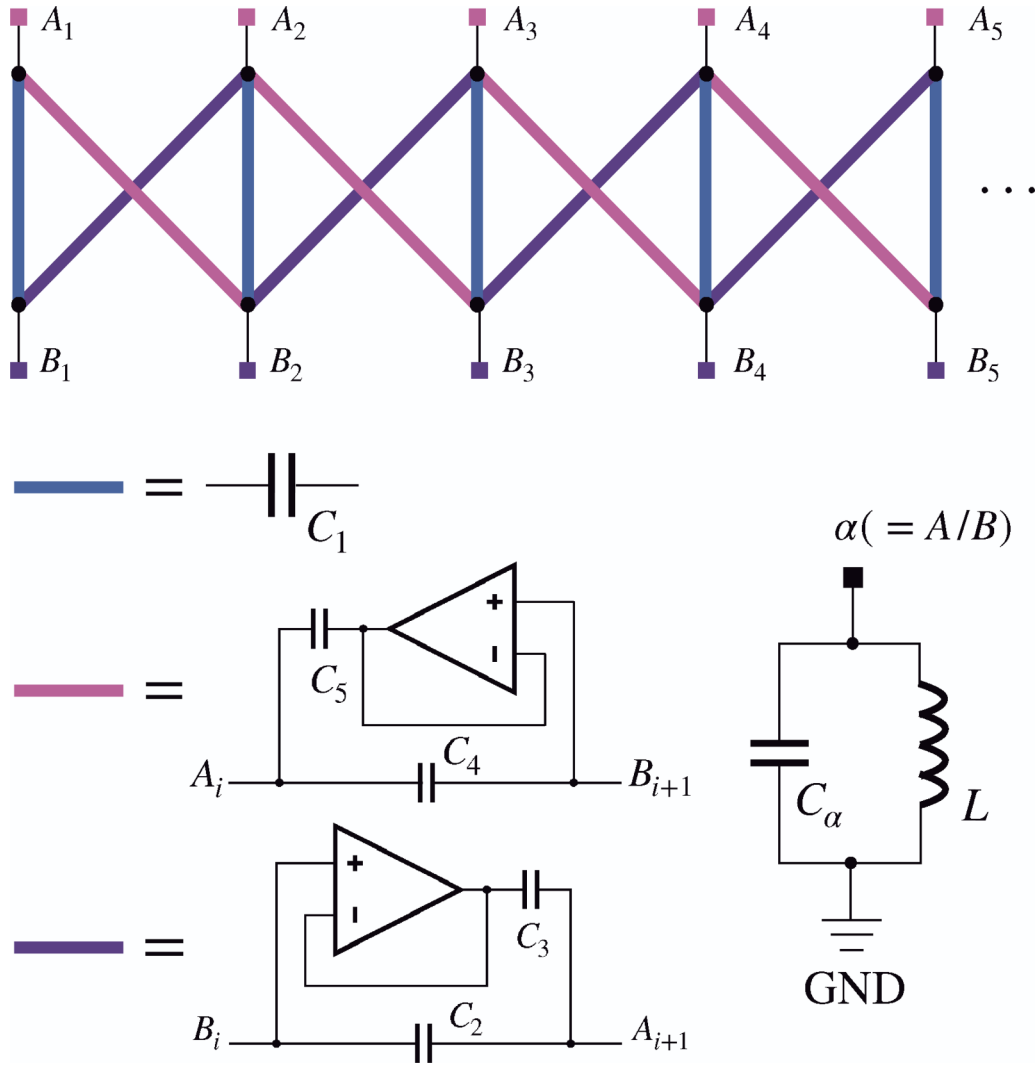 A₁ A₂ A₃ A₄ A₅
...
B₁ B₂ B₃ B₄ B₅
= C₁
α( = A/B)
= C₅ + -
Aᵢ C₄ Bᵢ₊₁
Cα L
= + - C₃
Bᵢ C₂ Aᵢ₊₁
GND